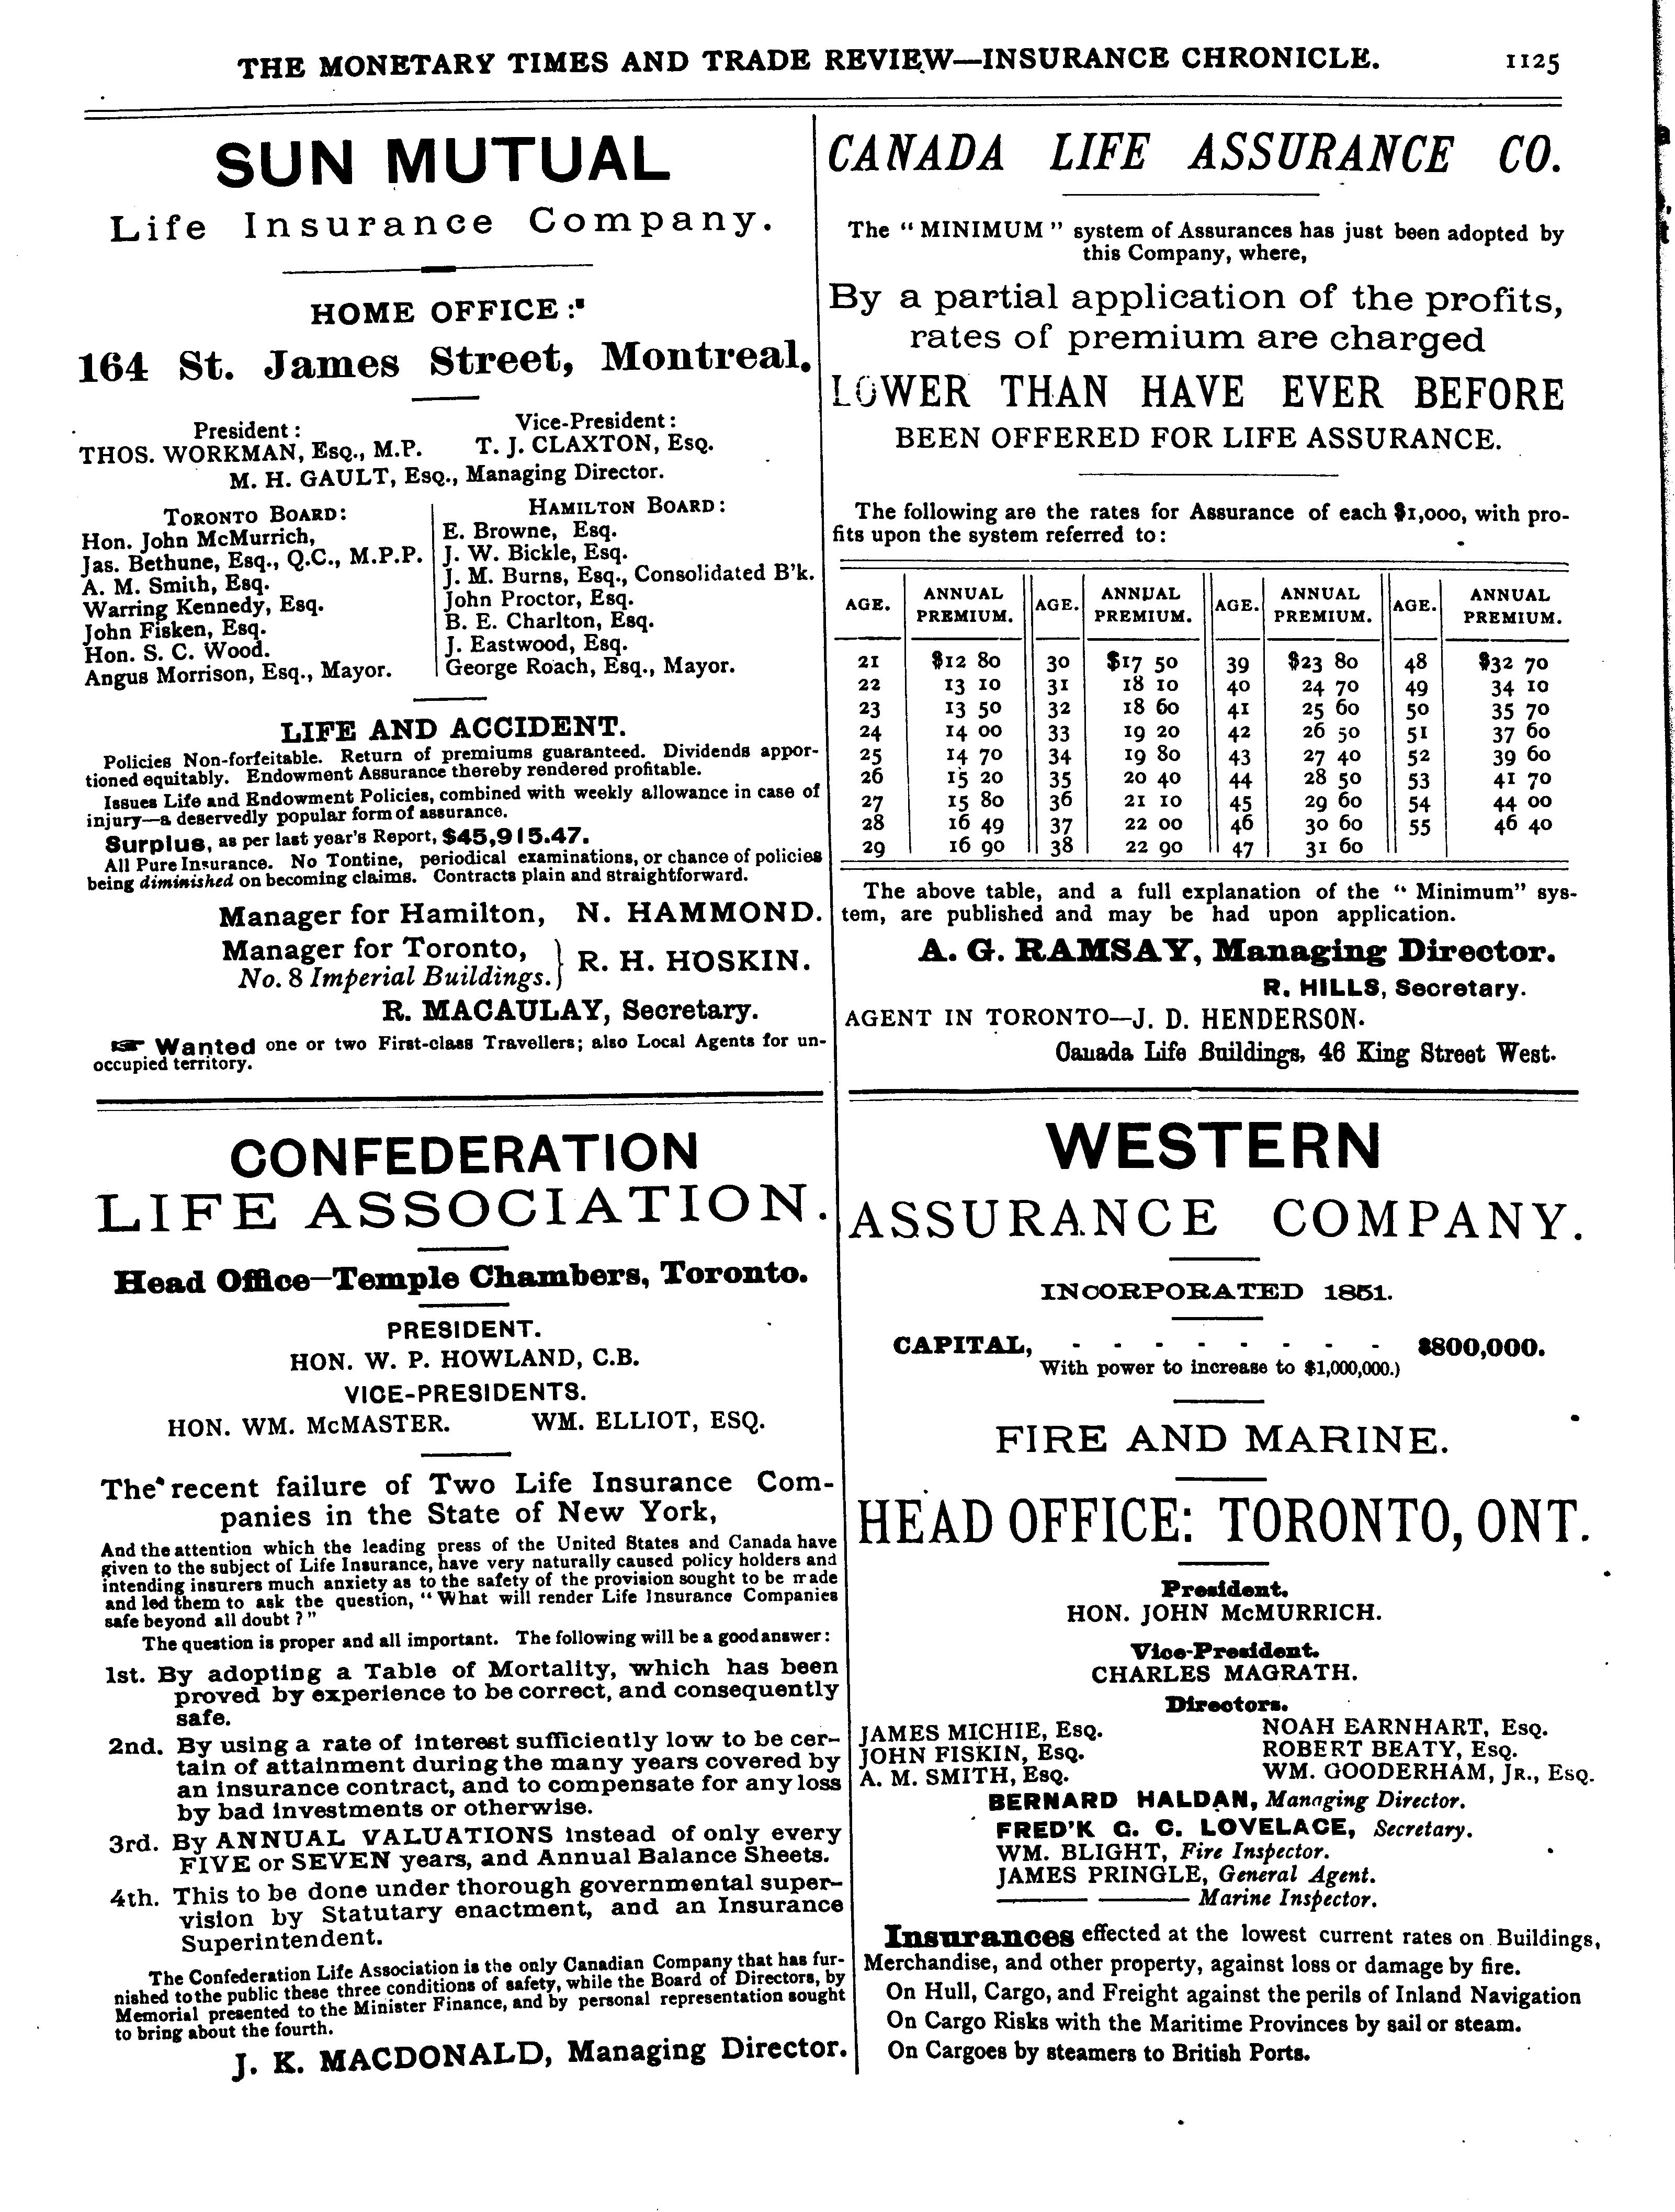 THE MONETARY TIMES AND TRADE REVIEW—INSURANCE CHRONICLE. 1125
SUN MUTUAL
Life Insurance Company.
HOME OFFICE:
164 St. James Street, Montreal.
President: Vice-President:
THOS. WORKMAN, Esq., M.P. T. J. CLAXTON, Esq.
M. H. GAULT, Esq., Managing Director.
TORONTO BOARD:
Hon. John McMurrich,
Jas. Bethune, Esq., Q.C., M.P.P.
A. M. Smith, Esq.
Warring Kennedy, Esq.
John Fisken, Esq.
Hon. S. C. Wood.
Angus Morrison, Esq., Mayor.
HAMILTON BOARD:
E. Browne, Esq.
J. W. Bickle, Esq.
J. M. Burns, Esq., Consolidated B'k.
John Proctor, Esq.
B. E. Charlton, Esq.
J. Eastwood, Esq.
George Roach, Esq., Mayor.
LIFE AND ACCIDENT.
Policies Non-forfeitable. Return of premiums guaranteed. Dividends appor-
tioned equitably. Endowment Assurance thereby rendered profitable.
Issues Life and Endowment Policies, combined with weekly allowance in case of
injury—a deservedly popular form of assurance.
Surplus, as per last year's Report, $45,915.47.
All Pure Insurance. No Tontine, periodical examinations, or chance of policies
being diminished on becoming claims. Contracts plain and straightforward.
Manager for Hamilton, N. HAMMOND.
Manager for Toronto, } R. H. HOSKIN.
No. 8 Imperial Buildings.
R. MACAULAY, Secretary.
☞ Wanted one or two First-class Travellers; also Local Agents for un-
occupied territory.
CANADA LIFE ASSURANCE CO.
The "MINIMUM" system of Assurances has just been adopted by
this Company, where,
By a partial application of the profits,
rates of premium are charged
LOWER THAN HAVE EVER BEFORE
BEEN OFFERED FOR LIFE ASSURANCE.
The following are the rates for Assurance of each $1,000, with pro-
fits upon the system referred to:
AGE. ANNUAL PREMIUM. AGE. ANNUAL PREMIUM. AGE. ANNUAL PREMIUM. AGE. ANNUAL PREMIUM.
21 $12 80 30 $17 50 39 $23 80 48 $32 70
22 13 10 31 18 10 40 24 70 49 34 10
23 13 50 32 18 60 41 25 60 50 35 70
24 14 00 33 19 20 42 26 50 51 37 60
25 14 70 34 19 80 43 27 40 52 39 60
26 15 20 35 20 40 44 28 50 53 41 70
27 15 80 36 21 10 45 29 60 54 44 00
28 16 49 37 22 00 46 30 60 55 46 40
29 16 90 38 22 90 47 31 60
The above table, and a full explanation of the "Minimum" sys-
tem, are published and may be had upon application.
A. G. RAMSAY, Managing Director.
R. HILLS, Secretary.
AGENT IN TORONTO—J. D. HENDERSON.
Canada Life Buildings, 46 King Street West.
CONFEDERATION
LIFE ASSOCIATION.
Head Office—Temple Chambers, Toronto.
PRESIDENT.
HON. W. P. HOWLAND, C.B.
VICE-PRESIDENTS.
HON. WM. McMASTER. WM. ELLIOT, ESQ.
The recent failure of Two Life Insurance Com-
panies in the State of New York,
And the attention which the leading press of the United States and Canada have
given to the subject of Life Insurance, have very naturally caused policy holders and
intending insurers much anxiety as to the safety of the provision sought to be made
and led them to ask the question, "What will render Life Insurance Companies
safe beyond all doubt?"
The question is proper and all important. The following will be a good answer:
1st. By adopting a Table of Mortality, which has been
proved by experience to be correct, and consequently
safe.
2nd. By using a rate of interest sufficiently low to be cer-
tain of attainment during the many years covered by
an insurance contract, and to compensate for any loss
by bad investments or otherwise.
3rd. By ANNUAL VALUATIONS instead of only every
FIVE or SEVEN years, and Annual Balance Sheets.
4th. This to be done under thorough governmental super-
vision by Statutary enactment, and an Insurance
Superintendent.
The Confederation Life Association is the only Canadian Company that has fur-
nished to the public these three conditions of safety, while the Board of Directors, by
Memorial presented to the Minister Finance, and by personal representation sought
to bring about the fourth.
J. K. MACDONALD, Managing Director.
WESTERN
ASSURANCE COMPANY.
INCORPORATED 1851.
CAPITAL, - - - - - - - - $800,000.
With power to increase to $1,000,000.)
FIRE AND MARINE.
HEAD OFFICE: TORONTO, ONT.
President.
HON. JOHN McMURRICH.
Vice-President.
CHARLES MAGRATH.
Directors.
JAMES MICHIE, Esq. NOAH EARNHART, Esq.
JOHN FISKIN, Esq. ROBERT BEATY, Esq.
A. M. SMITH, Esq. WM. GOODERHAM, Jr., Esq.
BERNARD HALDAN, Managing Director.
FRED'K G. C. LOVELACE, Secretary.
WM. BLIGHT, Fire Inspector.
JAMES PRINGLE, General Agent.
——— ——— Marine Inspector.
Insurances effected at the lowest current rates on Buildings,
Merchandise, and other property, against loss or damage by fire.
On Hull, Cargo, and Freight against the perils of Inland Navigation
On Cargo Risks with the Maritime Provinces by sail or steam.
On Cargoes by steamers to British Ports.